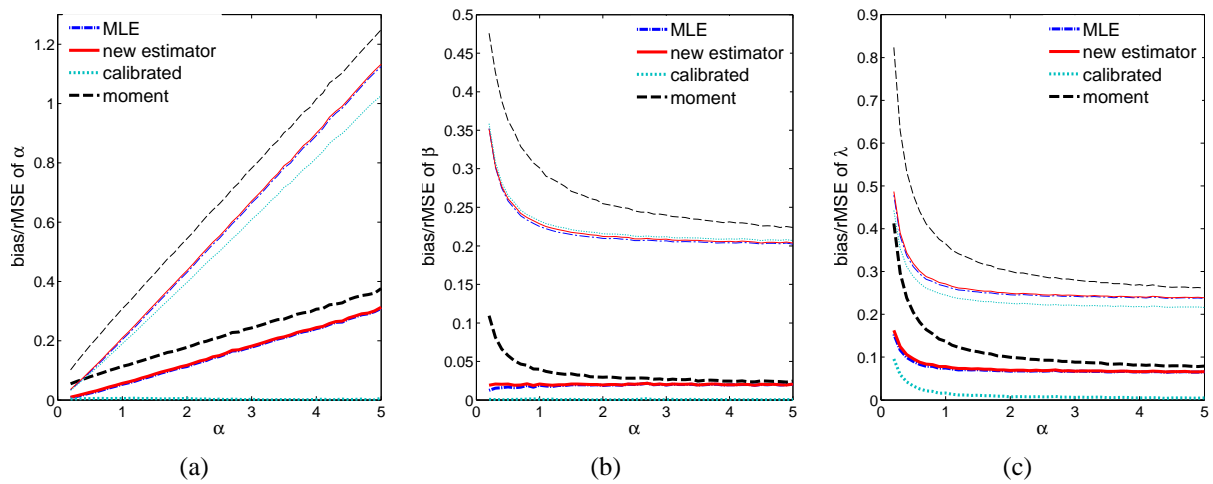 bias/rMSE of α
1.2
1
0.8
0.6
0.4
0.2
0
0 1 2 3 4 5
α
MLE
new estimator
calibrated
moment
(a)
bias/rMSE of β
0.5
0.45
0.4
0.35
0.3
0.25
0.2
0.15
0.1
0.05
0
0 1 2 3 4 5
α
MLE
new estimator
calibrated
moment
(b)
bias/rMSE of λ
0.9
0.8
0.7
0.6
0.5
0.4
0.3
0.2
0.1
0
0 1 2 3 4 5
α
MLE
new estimator
calibrated
moment
(c)